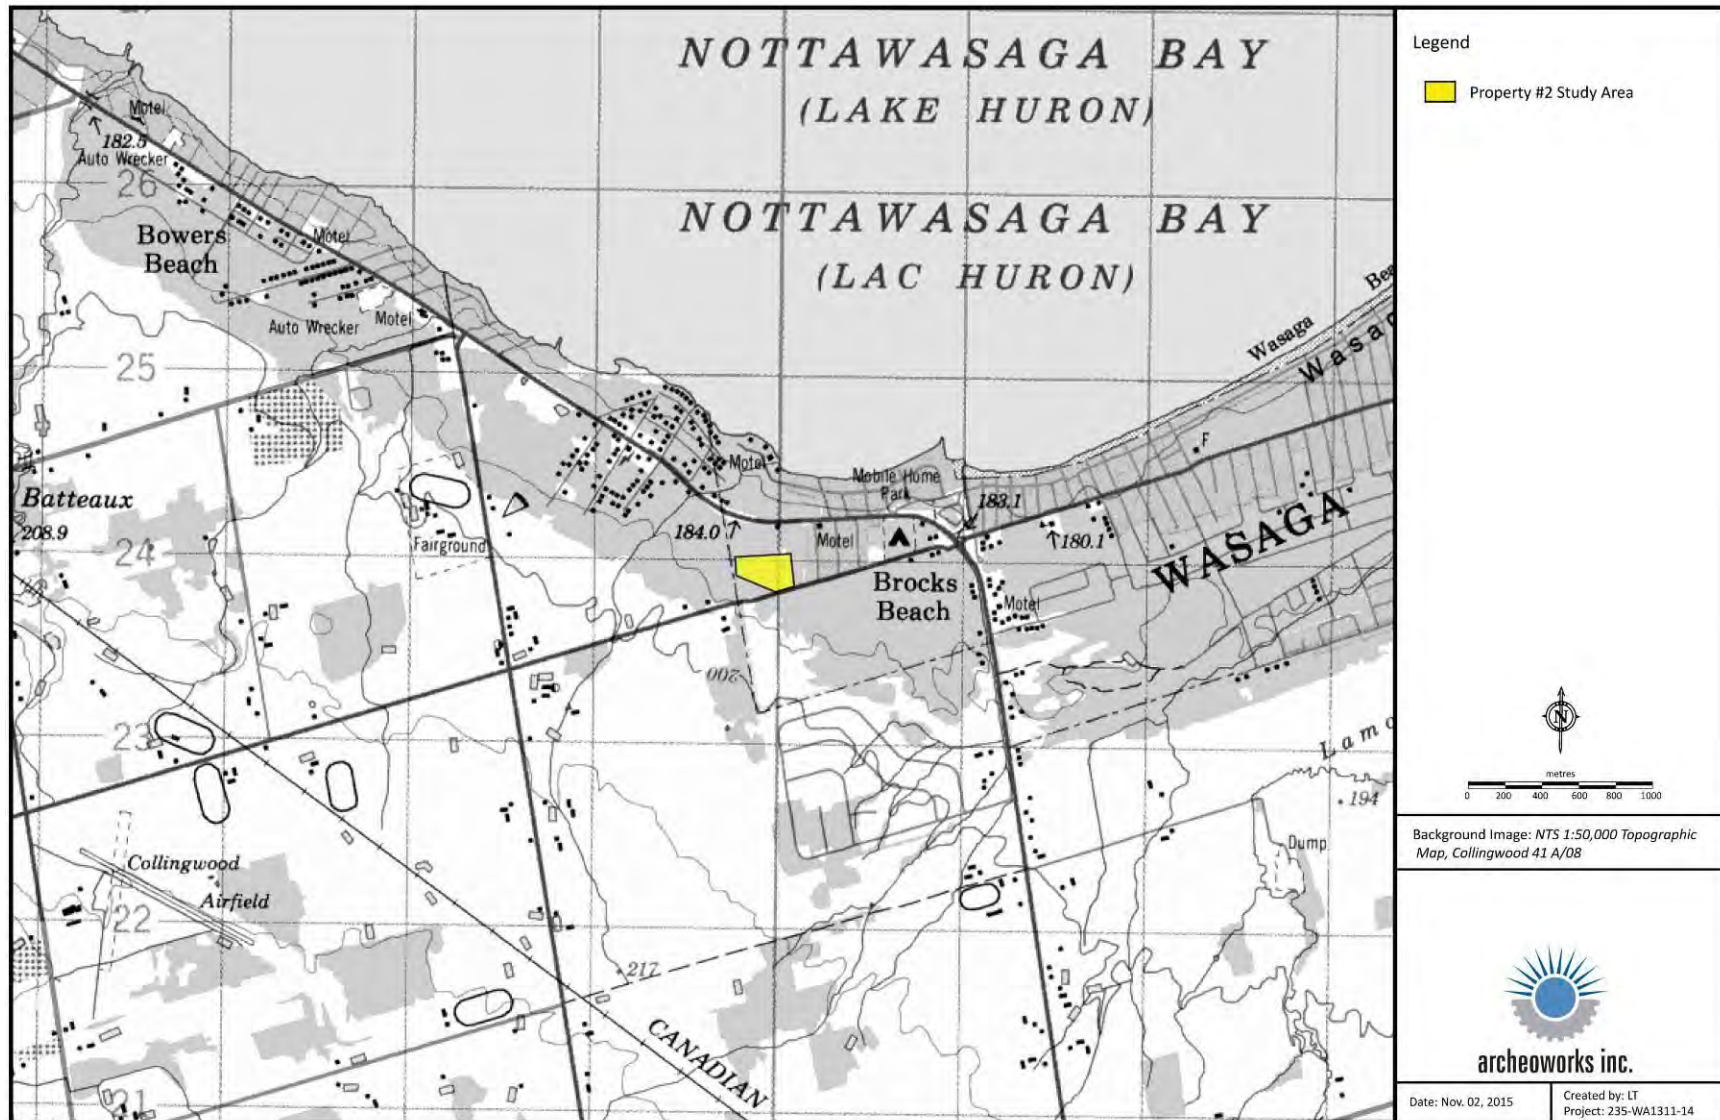 NOTTAWASAGA BAY
(LAKE HURON)
NOTTAWASAGA BAY
(LAC HURON)
Motel
182.5
Auto Wrecker
26
Bowers
Beach
Motel
Auto Wrecker
Motel
25
Wasaga
Bea
Wasag
Batteaux
208.9
24
Fairground
Motel
184.0
Mobile Home
Park
183.1
Motel
F
180.1
WASAGA
Brocks
Beach
Motel
200
23
Lamo
194
Dump
Collingwood
Airfield
22
217
CANADIAN
21
Legend
Property #2 Study Area
N
metres
0 200 400 600 800 1000
Background Image: NTS 1:50,000 Topographic
Map, Collingwood 41 A/08
archeoworks inc.
Date: Nov. 02, 2015
Created by: LT
Project: 235-WA1311-14